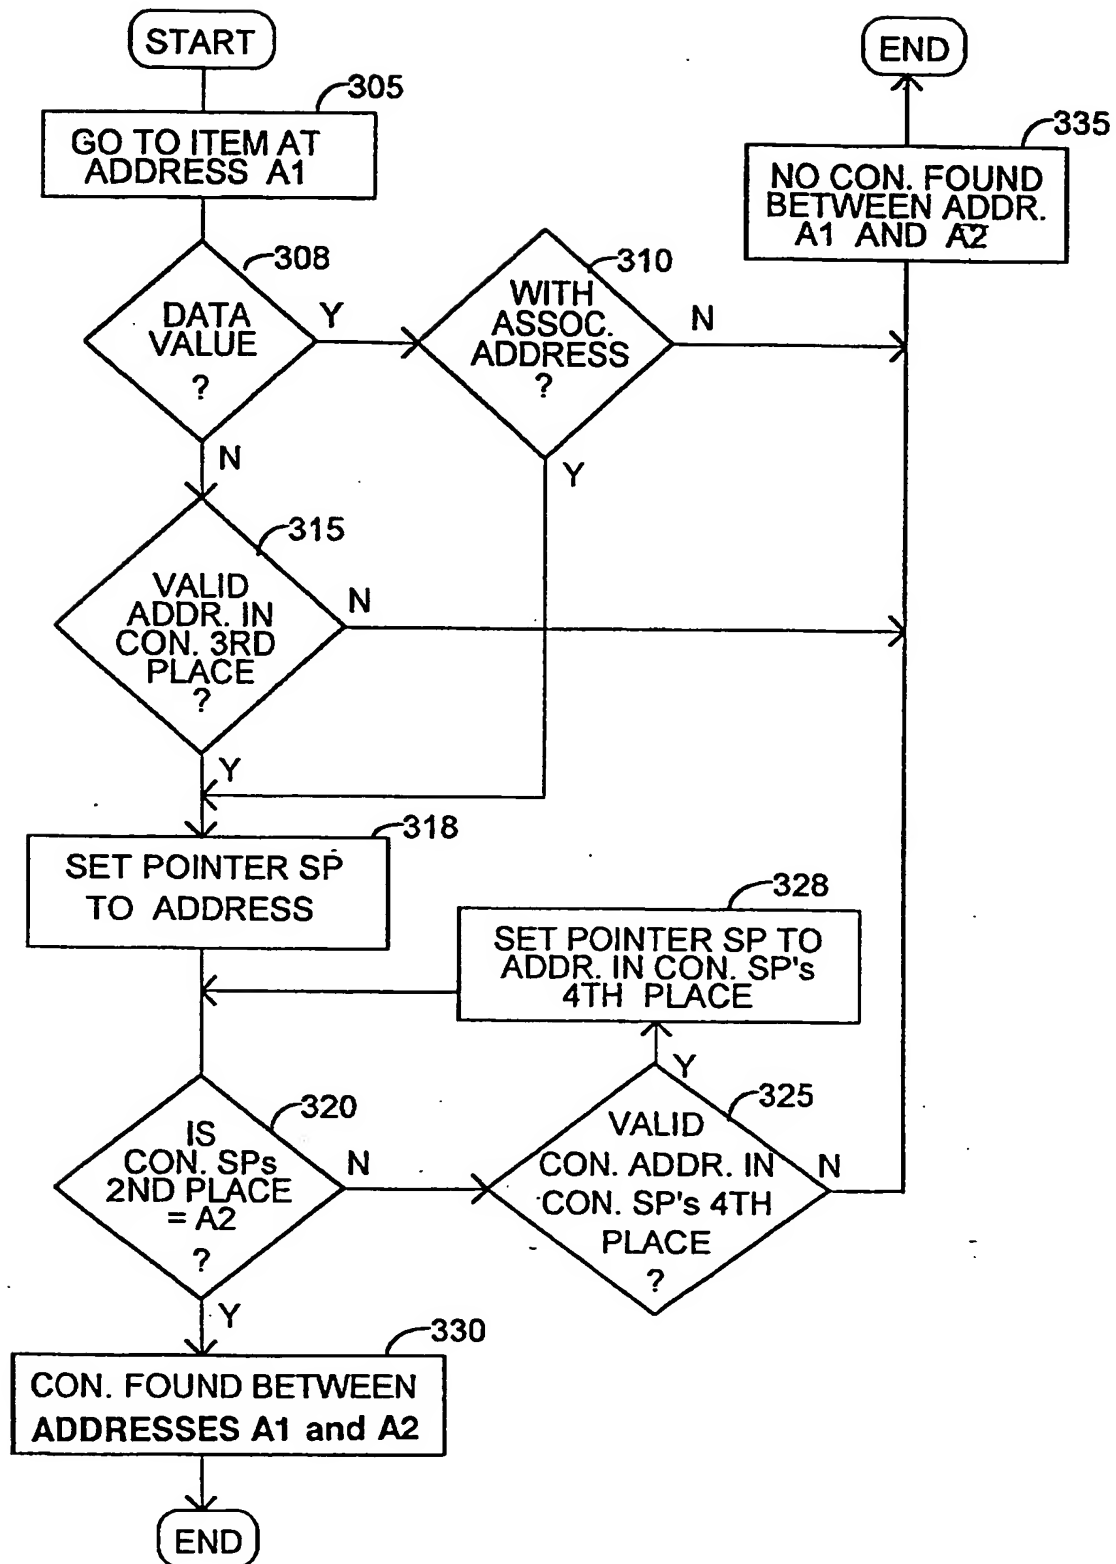 START
305
GO TO ITEM AT
ADDRESS A1
308
DATA
VALUE
?
Y
N
310
WITH
ASSOC.
ADDRESS
?
N
Y
END
335
NO CON. FOUND
BETWEEN ADDR.
A1 AND A2
315
VALID
ADDR. IN
CON. 3RD
PLACE
?
N
Y
318
SET POINTER SP
TO ADDRESS
328
SET POINTER SP TO
ADDR. IN CON. SP's
4TH PLACE
320
IS
CON. SPs
2ND PLACE
= A2
?
N
Y
325
VALID
CON. ADDR. IN
CON. SP's 4TH
PLACE
?
Y
N
330
CON. FOUND BETWEEN
ADDRESSES A1 and A2
END